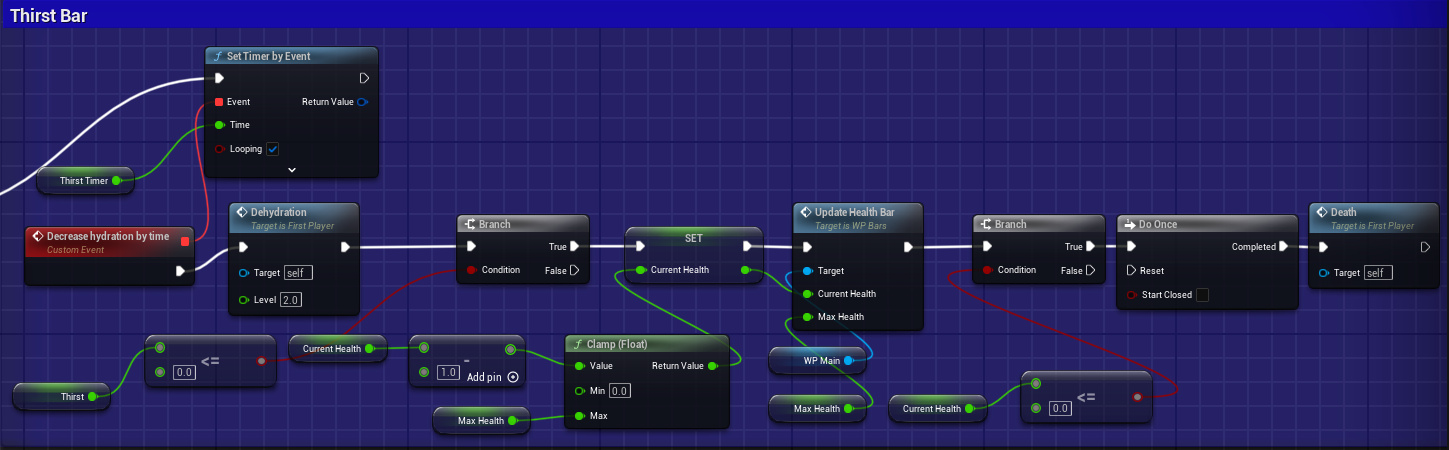 Thirst Bar
Set Timer by Event
Event
Return Value
Time
Looping
Thirst Timer
Decrease hydration by time
Custom Event
Dehydration
Target is First Player
Target
self
Level
2.0
Branch
True
Condition
False
SET
Current Health
Update Health Bar
Target is WP Bars
Target
Current Health
Max Health
Branch
True
Condition
False
Do Once
Completed
Reset
Start Closed
Death
Target is First Player
Target
self
Thirst
<=
0.0
Current Health
-
1.0
Add pin
Max Health
Clamp (Float)
Value
Return Value
Min
0.0
Max
WP Main
Max Health
Current Health
<=
0.0